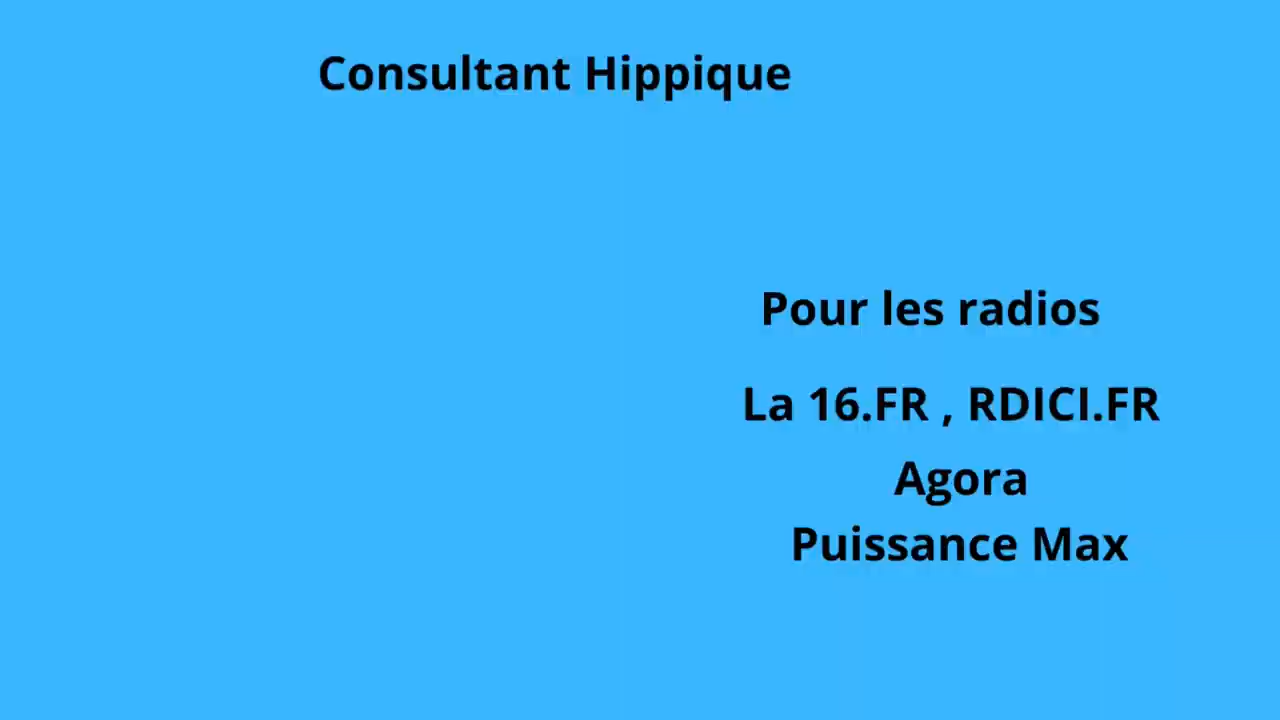 Consultant Hippique
Pour les radios
La 16.FR , RDICI.FR
Agora
Puissance Max